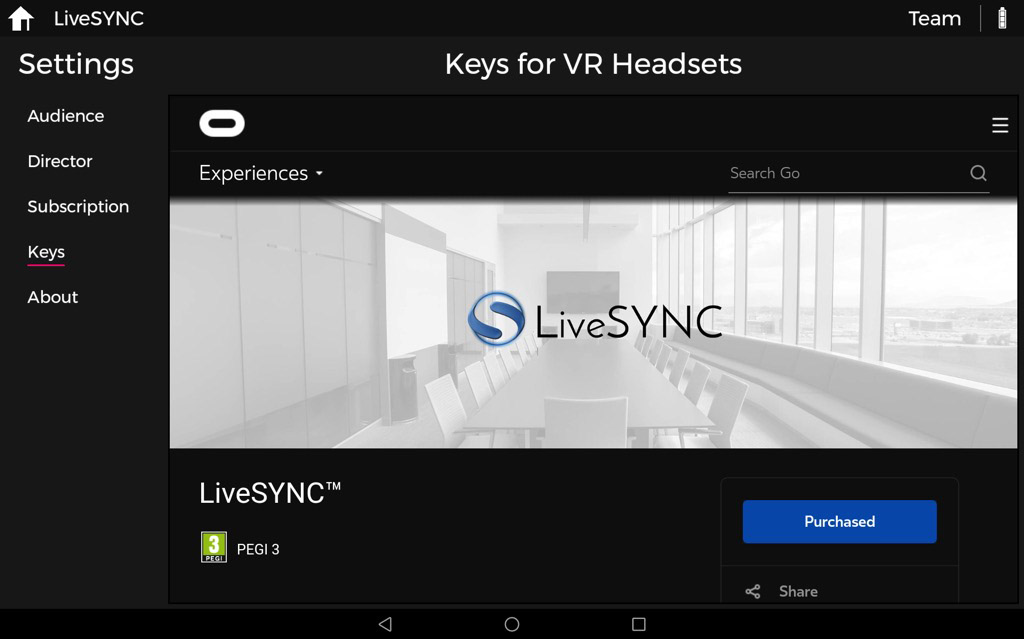 LiveSYNC
Team
Settings
Keys for VR Headsets
Audience
Director
Subscription
Keys
About
Experiences
Search Go
LiveSYNC
LiveSYNC™
3
PEGI
PEGI 3
Purchased
Share